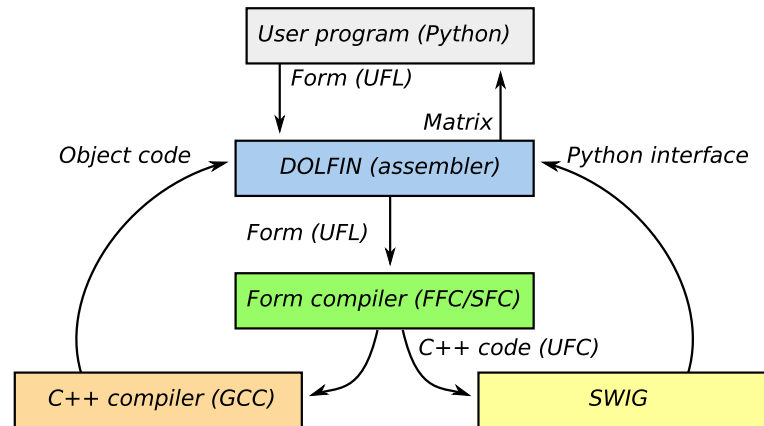 User program (Python)
Form (UFL)
Matrix
Object code
DOLFIN (assembler)
Python interface
Form (UFL)
Form compiler (FFC/SFC)
C++ code (UFC)
C++ compiler (GCC)
SWIG